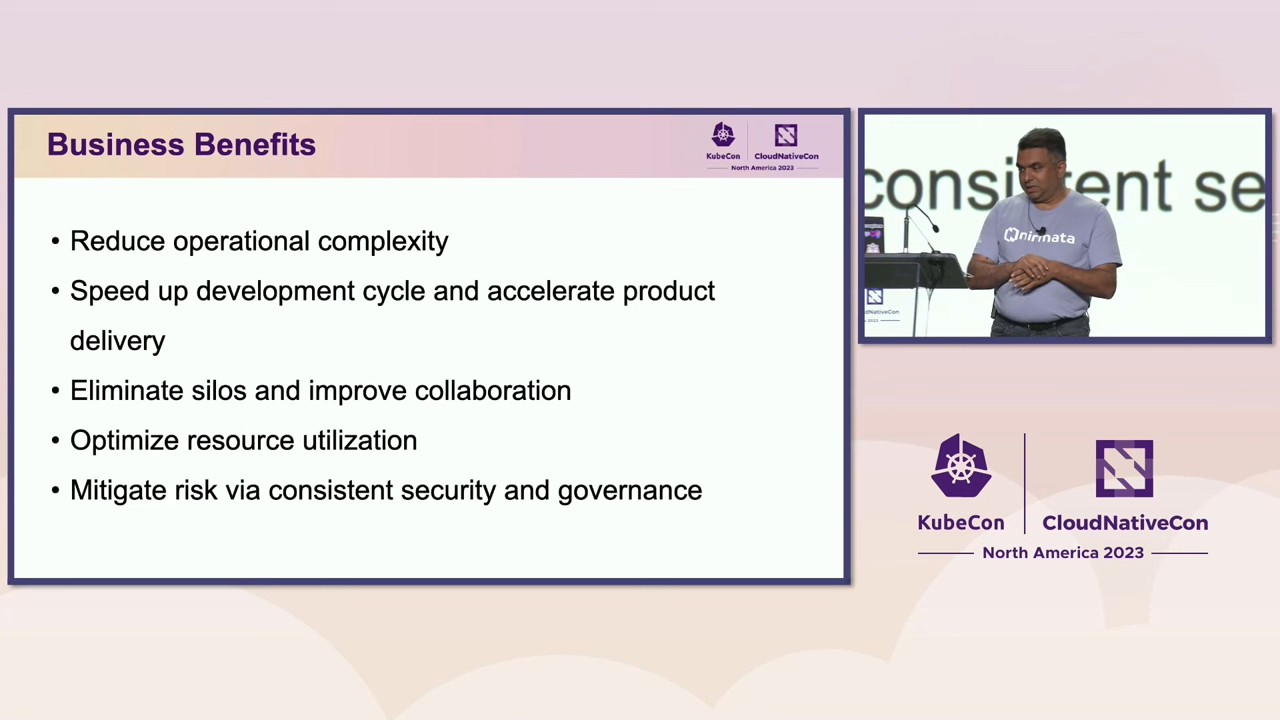 Business Benefits
KubeCon
CloudNativeCon
North America 2023
• Reduce operational complexity
• Speed up development cycle and accelerate product
delivery
• Eliminate silos and improve collaboration
• Optimize resource utilization
• Mitigate risk via consistent security and governance
consistent se
nirmata
CloudNativeCon
KubeCon
CloudNativeCon
North America 2023